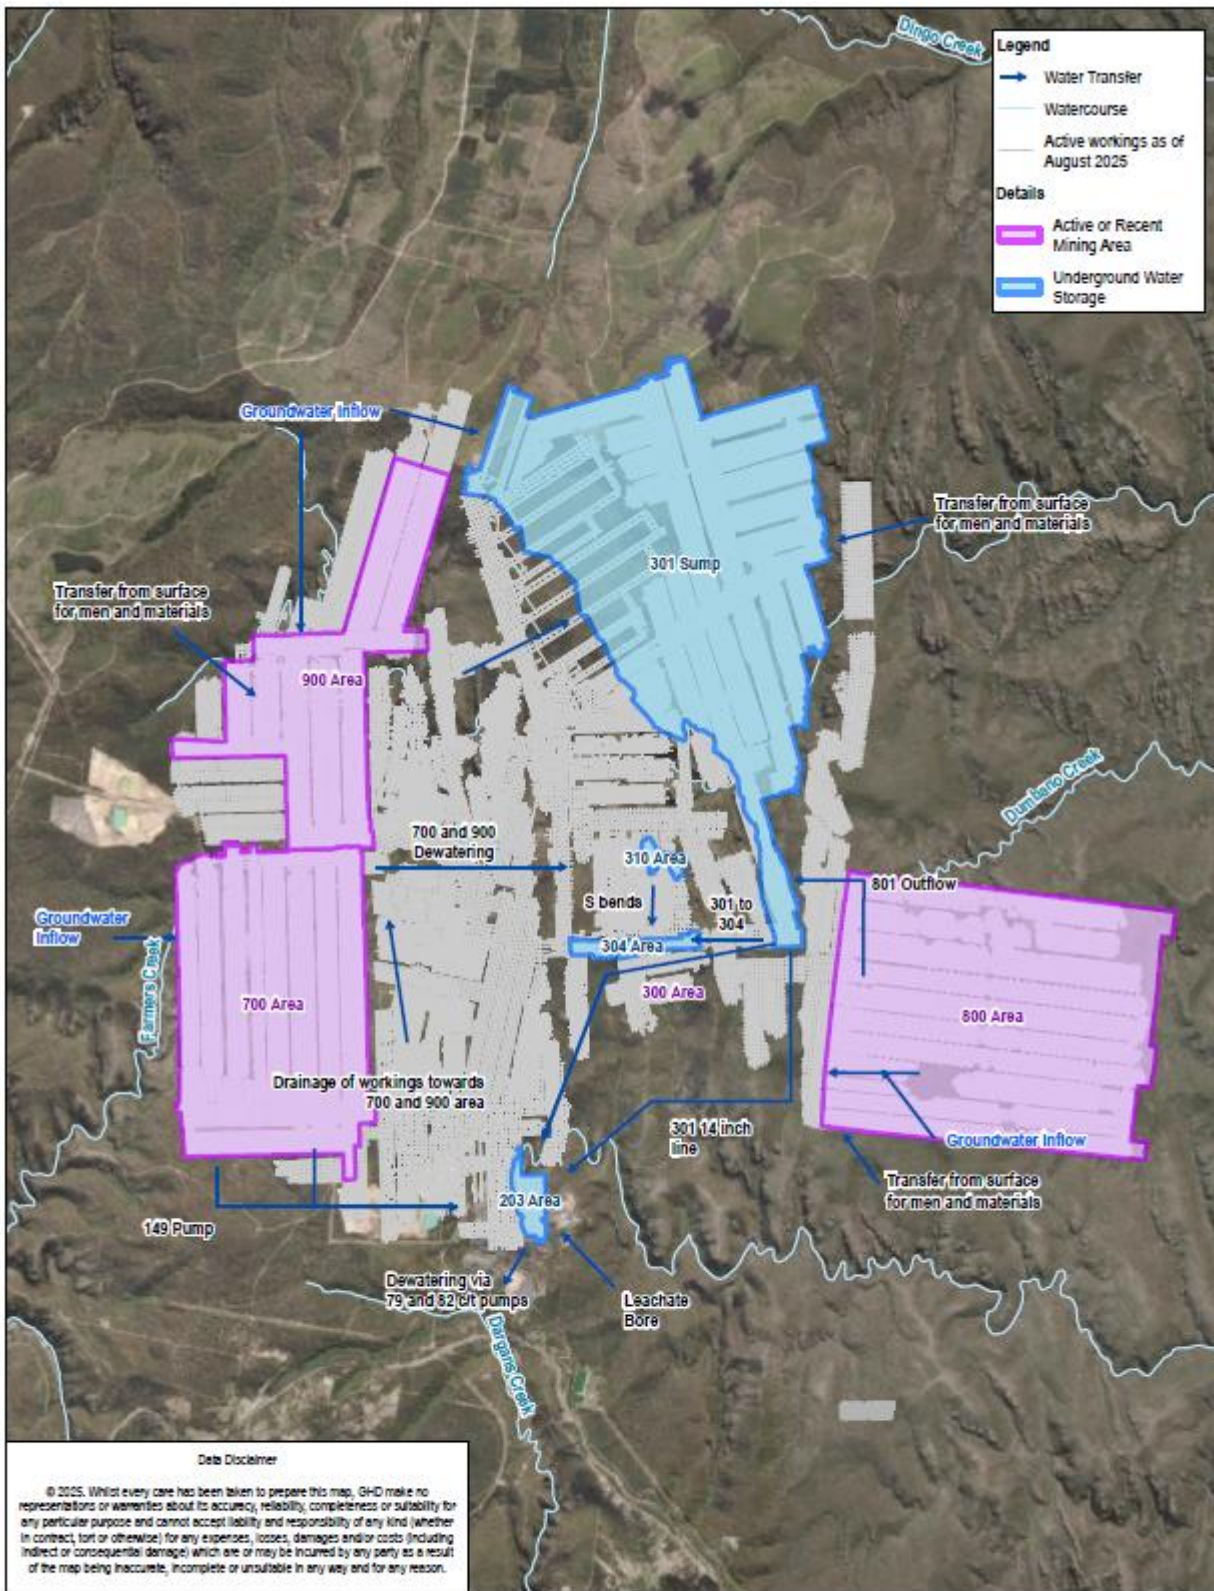 Dingo Creek
Legend
Water Transfer
Watercourse
Active workings as of
August 2025
Details
Active or Recent
Mining Area
Underground Water
Storage
Groundwater Inflow
Transfer from surface
for men and materials
301 Sump
Transfer from surface
for men and materials
900 Area
Dumbano Creek
700 and 900
Dewatering
310 Area
S bends
301 to
304
801 Outflow
Groundwater
Inflow
304 Area
Farmers Creek
700 Area
300 Area
800 Area
Drainage of workings towards
700 and 900 area
301 14 inch
line
Groundwater Inflow
Transfer from surface
for men and materials
203 Area
149 Pump
Dewatering via
79 and 82 c/t pumps
Leachate
Bore
Dargans Creek
Data Disclaimer
© 2025. Whilst every care has been taken to prepare this map, GHD make no
representations or warranties about its accuracy, reliability, completeness or suitability for
any particular purpose and cannot accept liability and responsibility of any kind (whether
in contract, tort or otherwise) for any expenses, losses, damages and/or costs (including
indirect or consequential damage) which are or may be incurred by any party as a result
of the map being inaccurate, incomplete or unsuitable in any way and for any reason.